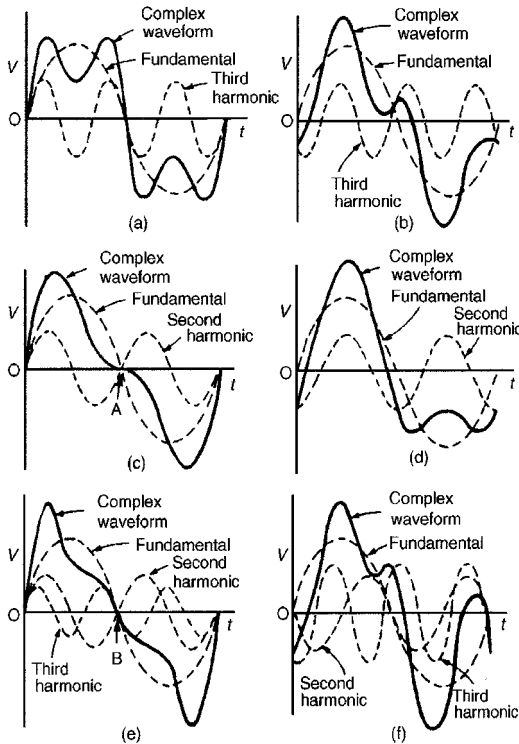 Complex
waveform
V
Fundamental
Third
harmonic
O
t
(a)
Complex
waveform
V
Fundamental
O
t
Third
harmonic
(b)
Complex
waveform
V
Fundamental
Second
harmonic
O
t
A
(c)
Complex
waveform
V
Fundamental
Second
harmonic
O
t
(d)
Complex
waveform
V
Fundamental
Second
harmonic
O
t
Third
harmonic
B
(e)
Complex
waveform
V
Fundamental
O
t
Second
harmonic
Third
harmonic
(f)